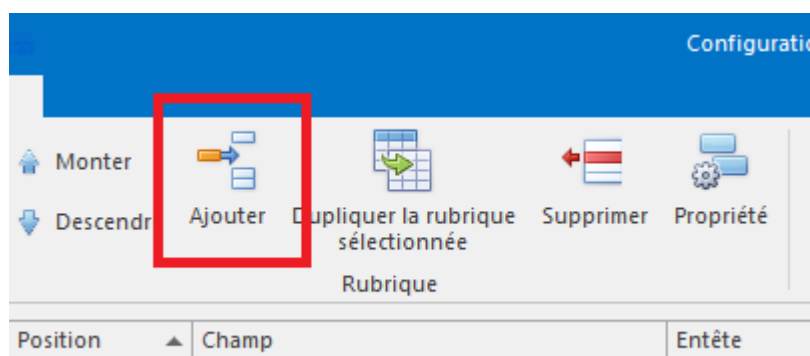 Configuratio
Monter
Descendr
Ajouter
Dupliquer la rubrique
sélectionnée
Supprimer
Propriété
Rubrique
Position
Champ
Entête